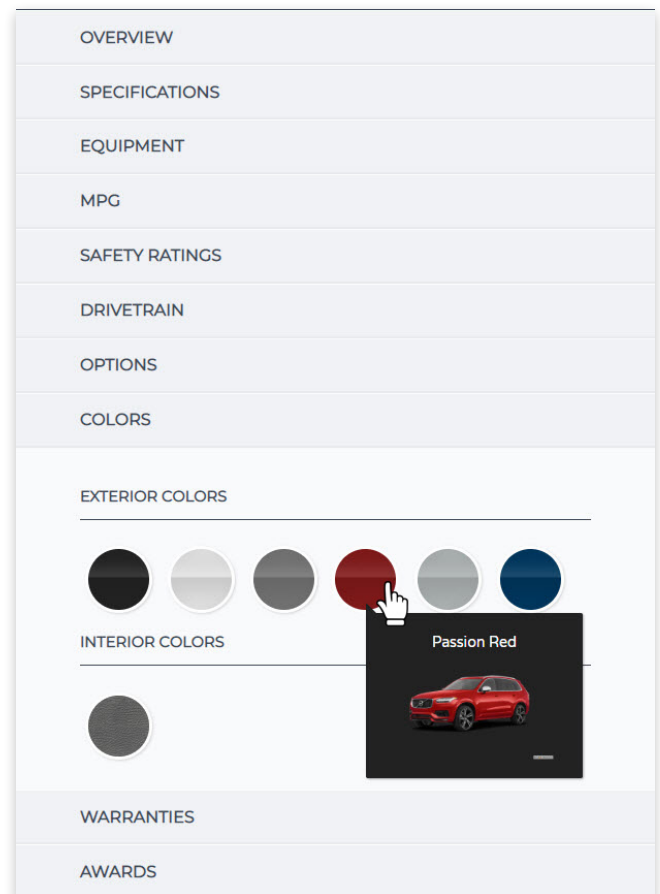 OVERVIEW
SPECIFICATIONS
EQUIPMENT
MPG
SAFETY RATINGS
DRIVETRAIN
OPTIONS
COLORS
EXTERIOR COLORS
INTERIOR COLORS
Passion Red
WARRANTIES
AWARDS